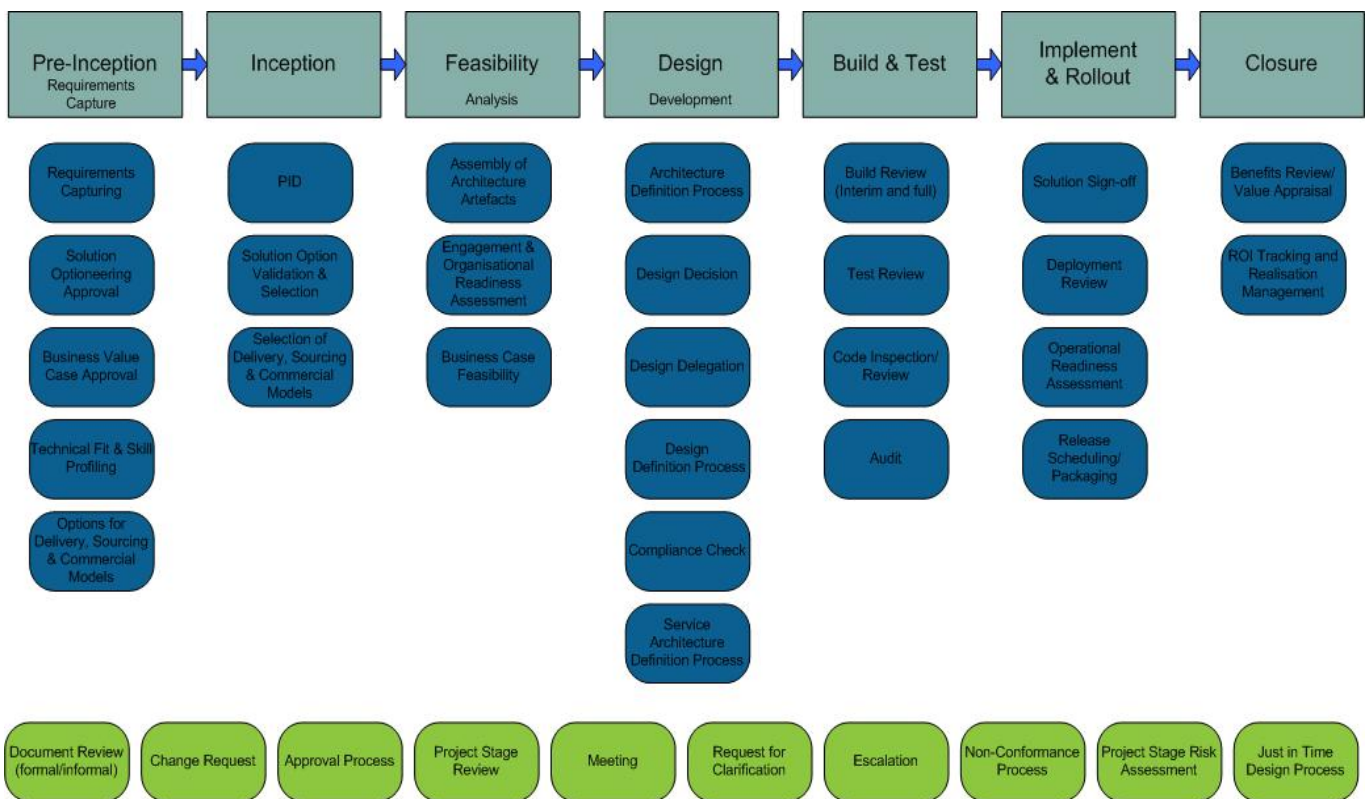 Pre-Inception
Requirements
Capture
Inception
Feasibility
Analysis
Design
Development
Build & Test
Implement
& Rollout
Closure
Requirements
Capturing
Solution
Optioneering
Approval
Business Value
Case Approval
Technical Fit & Skill
Profiling
Options for
Delivery, Sourcing
& Commercial
Models
PID
Solution Option
Validation &
Selection
Selection of
Delivery, Sourcing
& Commercial
Models
Assembly of
Architecture
Artefacts
Engagement &
Organisational
Readiness
Assessment
Business Case
Feasibility
Architecture
Definition Process
Design Decision
Design Delegation
Design
Definition Process
Compliance Check
Service
Architecture
Definition Process
Build Review
(Interim and full)
Test Review
Code Inspection/
Review
Audit
Solution Sign-off
Deployment
Review
Operational
Readiness
Assessment
Release
Scheduling/
Packaging
Benefits Review/
Value Appraisal
ROI Tracking and
Realisation
Management
Document Review
(formal/informal)
Change Request
Approval Process
Project Stage
Review
Meeting
Request for
Clarification
Escalation
Non-Conformance
Process
Project Stage Risk
Assessment
Just in Time
Design Process